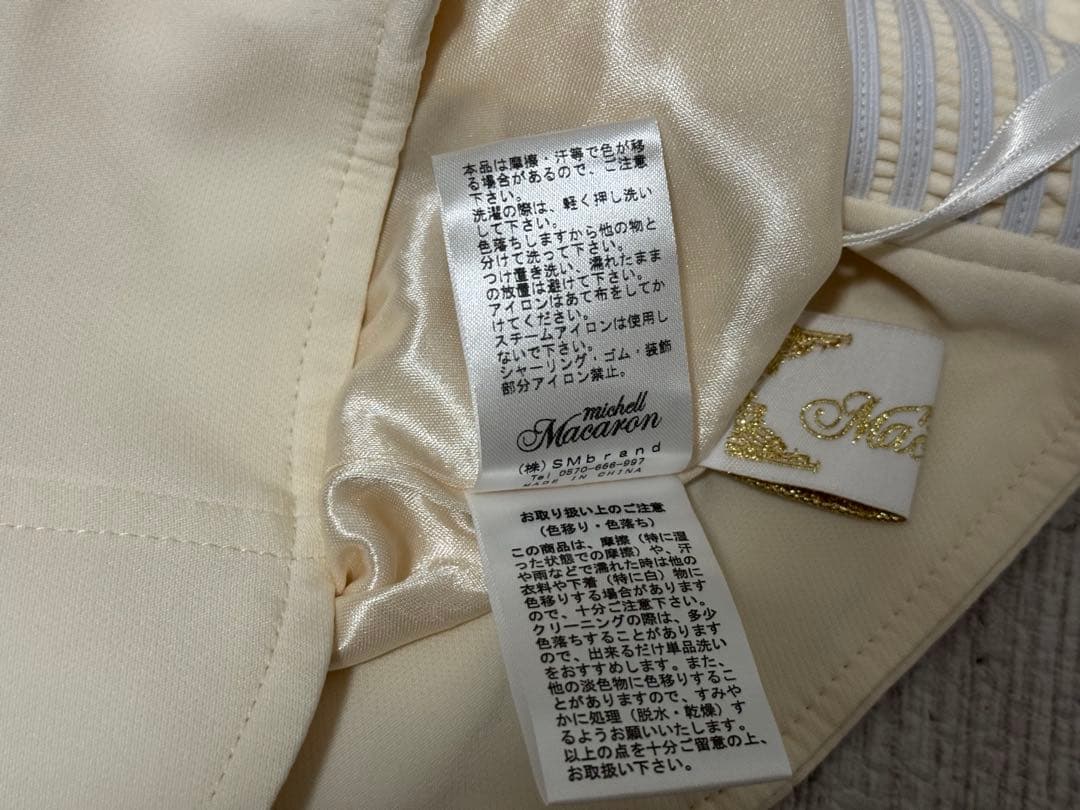 本品は摩擦・汗等で色が移
る場合があるので、ご注意
下さい。
洗濯の際は、軽く押し洗い
して下さい。
色落ちしますから他の物と
分けて洗って下さい。
つけ置き洗い、濡れたまま
の放置は避けて下さい。
アイロンはあて布をしてか
けてください。
スチームアイロンは使用し
ないで下さい。
シャーリング・ゴム・装飾
部分アイロン禁止。
michell
Macaron
(株) SMbrand
Tel 0570-666-997
MADE IN CHINA
お取り扱い上のご注意
(色移り・色落ち)
この商品は、摩擦(特に湿
った状態での摩擦)や、汗
や雨などで濡れた時は他の
衣料や下着(特に白)物に
色移りする場合があります
ので、十分ご注意下さい。
クリーニングの際は、多少
色落ちすることがあります
ので、出来るだけ単品洗い
をおすすめします。また、
他の淡色物に色移りするこ
とがありますので、すみや
かに処理(脱水・乾燥)す
るようお願いいたします。
以上の点を十分ご留意の上、
お取扱い下さい。